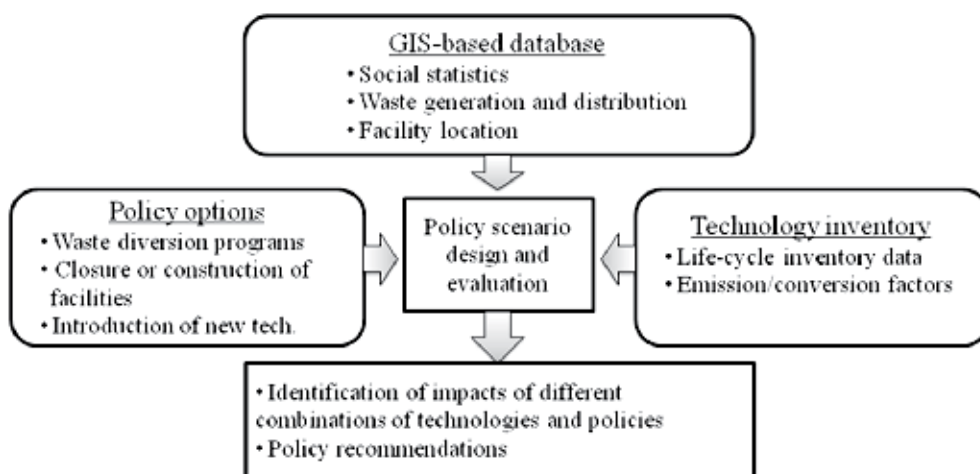 GIS-based database
• Social statistics
• Waste generation and distribution
• Facility location
Policy options
• Waste diversion programs
• Closure or construction of
facilities
• Introduction of new tech.
Policy scenario
design and
evaluation
Technology inventory
• Life-cycle inventory data
• Emission/conversion factors
• Identification of impacts of different
combinations of technologies and policies
• Policy recommendations